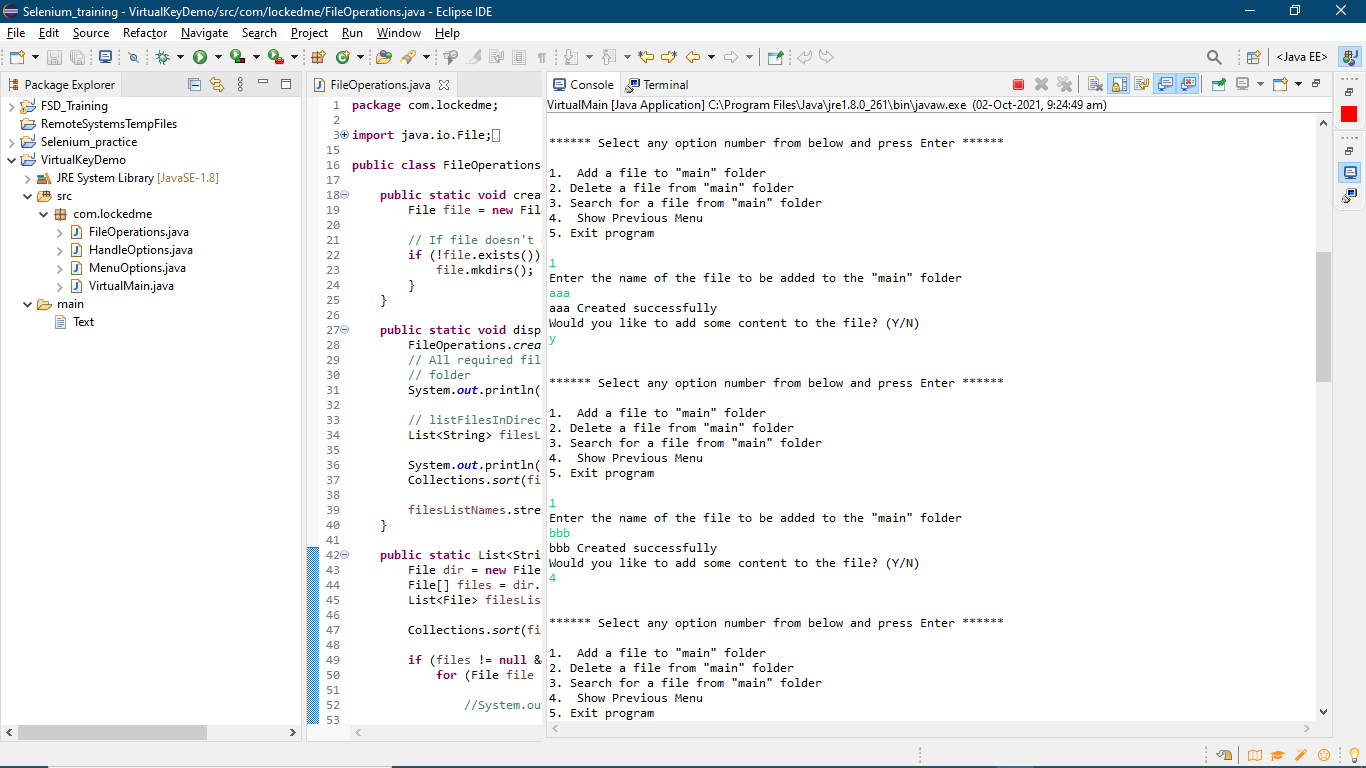 Selenium_training - VirtualKeyDemo/src/com/lockedme/FileOperations.java - Eclipse IDE
File Edit Source Refactor Navigate Search Project Run Window Help
<Java EE>
Package Explorer
FSD_Training
RemoteSystemsTempFiles
Selenium_practice
VirtualKeyDemo
JRE System Library [JavaSE-1.8]
src
com.lockedme
FileOperations.java
HandleOptions.java
MenuOptions.java
VirtualMain.java
main
Text
FileOperations.java
1 package com.lockedme;
2
3 import java.io.File;
15
16 public class FileOperations
17
18 public static void crea
19 File file = new Fil
20
21 // If file doesn't
22 if (!file.exists())
23 file.mkdirs();
24 }
25 }
26
27 public static void disp
28 FileOperations.crea
29 // All required fil
30 // folder
31 System.out.println(
32
33 // listFilesInDirec
34 List<String> filesL
35
36 System.out.println(
37 Collections.sort(fi
38
39 filesListNames.stre
40 }
41
42 public static List<Stri
43 File dir = new File
44 File[] files = dir.
45 List<File> filesLis
46
47 Collections.sort(fi
48
49 if (files != null &
50 for (File file
51
52 //System.ou
53
Console Terminal
VirtualMain [Java Application] C:\Program Files\Java\jre1.8.0_261\bin\javaw.exe (02-Oct-2021, 9:24:49 am)
****** Select any option number from below and press Enter ******
1.  Add a file to "main" folder
2. Delete a file from "main" folder
3. Search for a file from "main" folder
4.  Show Previous Menu
5. Exit program
1
Enter the name of the file to be added to the "main" folder
aaa
aaa Created successfully
Would you like to add some content to the file? (Y/N)
y
****** Select any option number from below and press Enter ******
1.  Add a file to "main" folder
2. Delete a file from "main" folder
3. Search for a file from "main" folder
4.  Show Previous Menu
5. Exit program
1
Enter the name of the file to be added to the "main" folder
bbb
bbb Created successfully
Would you like to add some content to the file? (Y/N)
4
****** Select any option number from below and press Enter ******
1.  Add a file to "main" folder
2. Delete a file from "main" folder
3. Search for a file from "main" folder
4.  Show Previous Menu
5. Exit program